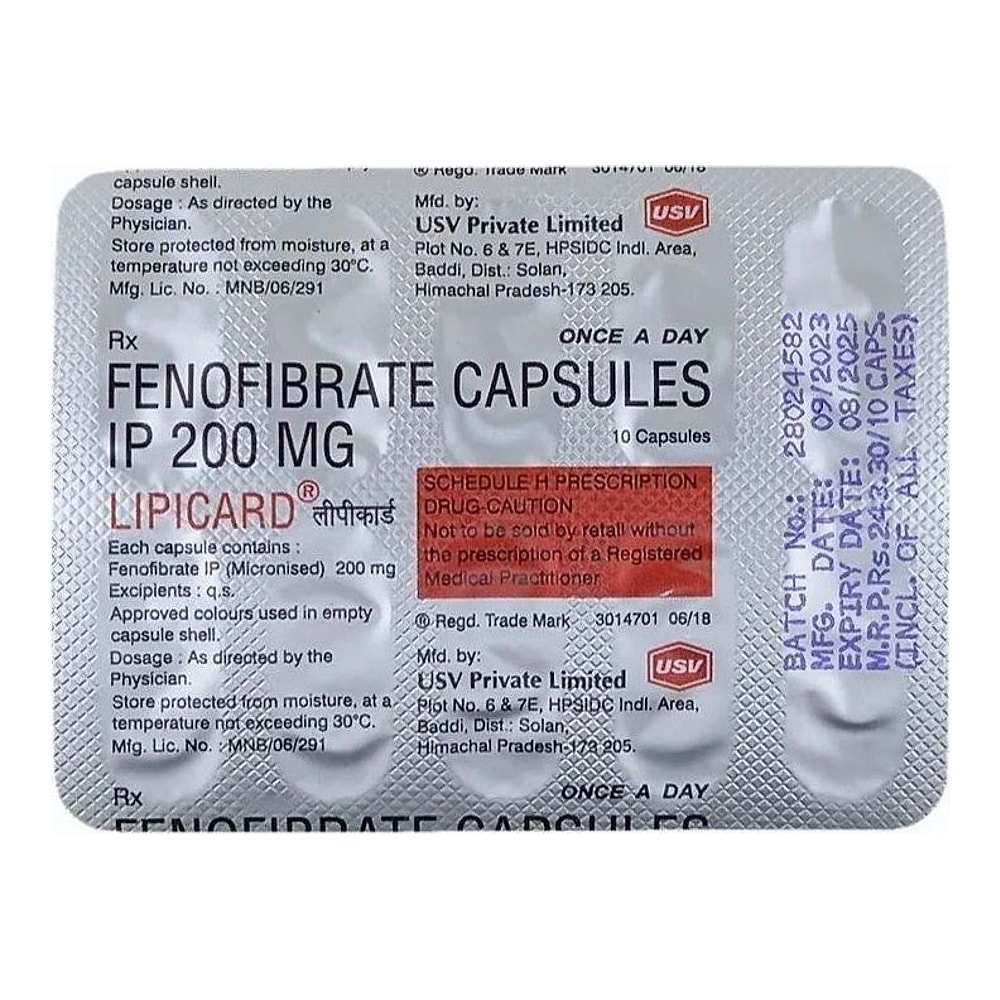 capsule shell.
Dosage : As directed by the
Physician.
Store protected from moisture, at a
temperature not exceeding 30°C.
Mfg. Lic. No. : MNB/06/291
® Regd. Trade Mark 3014701 06/18
Mfd. by:
USV Private Limited
USV
Plot No. 6 & 7E, HPSIDC Indl. Area,
Baddi, Dist.: Solan,
Himachal Pradesh-173 205.
Rx
ONCE A DAY
FENOFIBRATE CAPSULES
IP 200 MG
10 Capsules
LIPICARD® लीपीकार्ड
Each capsule contains :
Fenofibrate IP (Micronised) 200 mg
Excipients : q.s.
Approved colours used in empty
capsule shell.
Dosage : As directed by the
Physician.
Store protected from moisture, at a
temperature not exceeding 30°C.
Mfg. Lic. No. : MNB/06/291
SCHEDULE H PRESCRIPTION
DRUG-CAUTION
Not to be sold by retail without
the prescription of a Registered
Medical Practitioner
® Regd. Trade Mark 3014701 06/18
Mfd. by:
USV Private Limited
USV
Plot No. 6 & 7E, HPSIDC Indl. Area,
Baddi, Dist.: Solan,
Himachal Pradesh-173 205.
Rx
ONCE A DAY
FENOFIBRATE CAPSULES
BATCH No.: 28024582
MFG. DATE: 09/2023
EXPIRY DATE: 08/2025
M.R.P.Rs.243.30/10 CAPS.
(INCL. OF ALL TAXES)